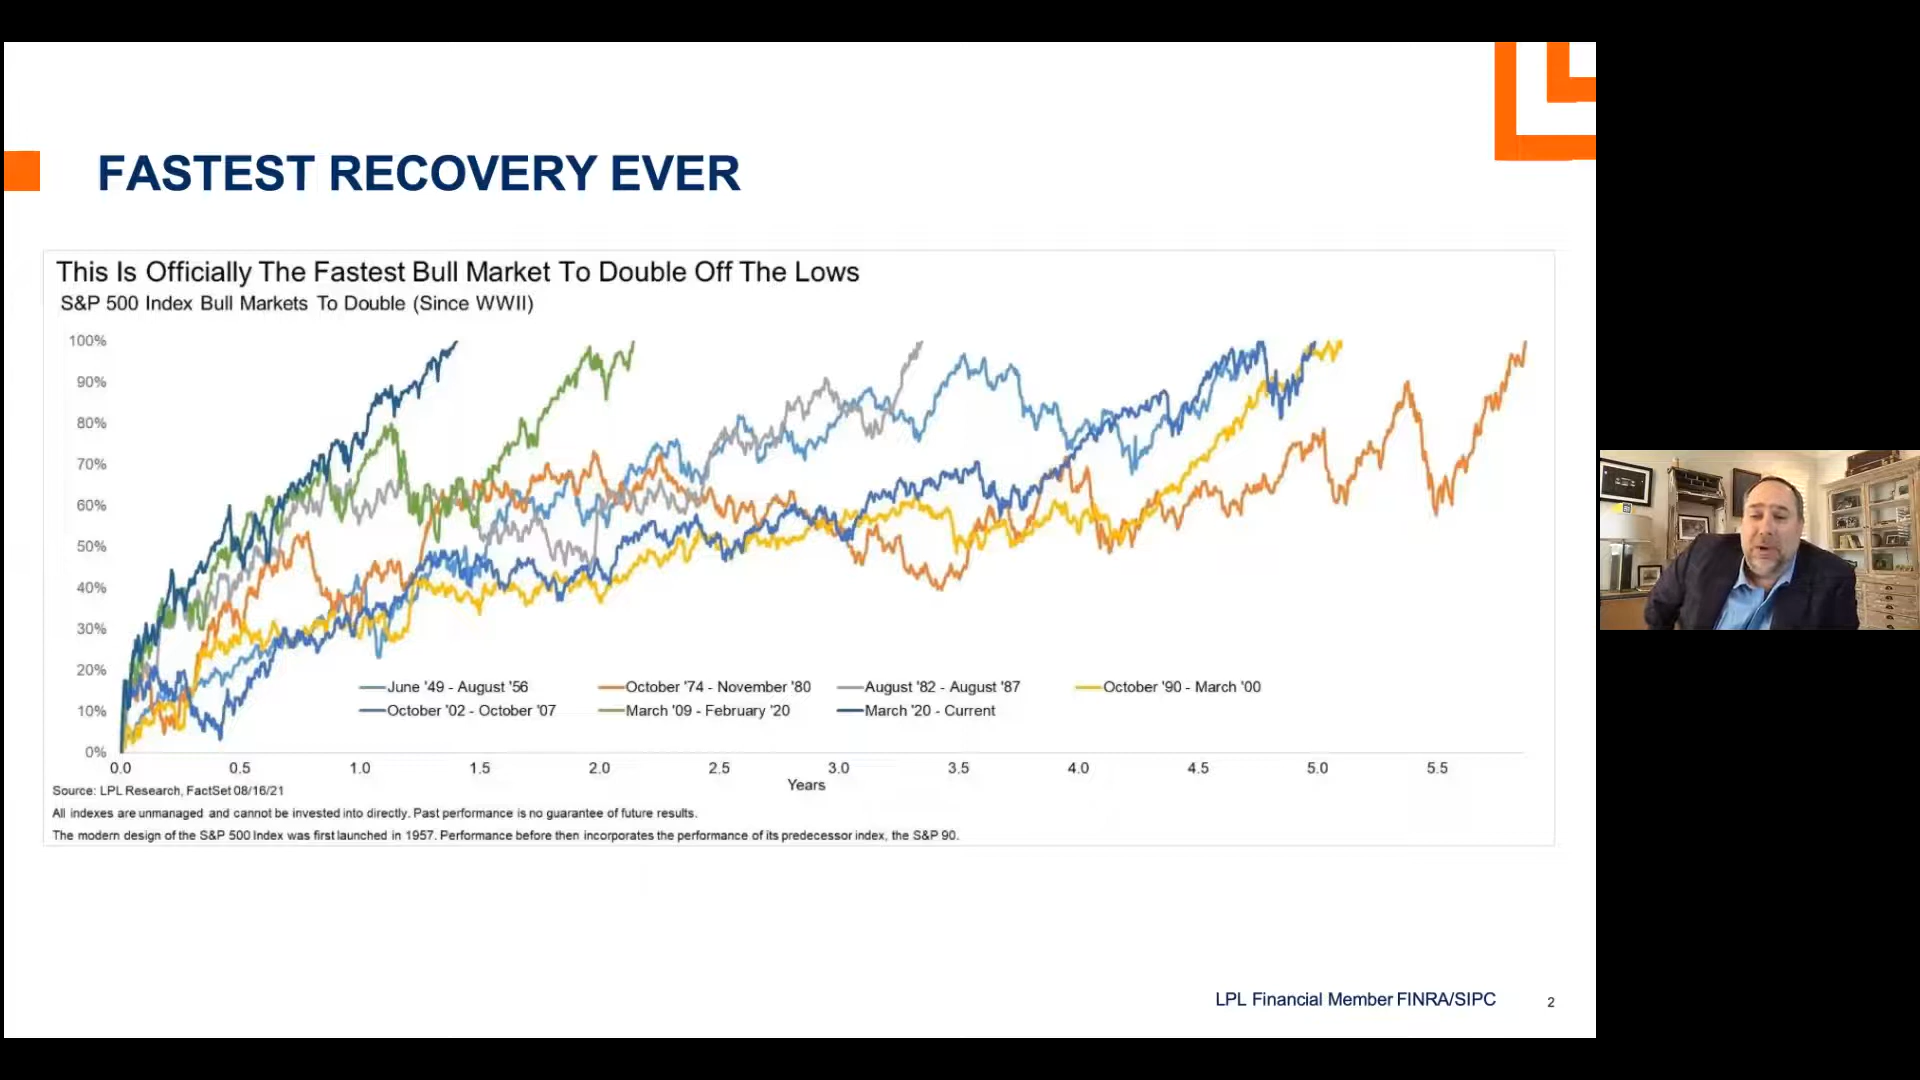 FASTEST RECOVERY EVER
This Is Officially The Fastest Bull Market To Double Off The Lows
S&P 500 Index Bull Markets To Double (Since WWII)
100%
90%
80%
70%
60%
50%
40%
30%
20%
10%
0%
June '49 - August '56
October '74 - November '80
August '82 - August '87
October '90 - March '00
October '02 - October '07
March '09 - February '20
March '20 - Current
0.0 0.5 1.0 1.5 2.0 2.5 3.0 3.5 4.0 4.5 5.0 5.5
Years
Source: LPL Research, FactSet 08/16/21
All indexes are unmanaged and cannot be invested into directly. Past performance is no guarantee of future results.
The modern design of the S&P 500 Index was first launched in 1957. Performance before then incorporates the performance of its predecessor index, the S&P 90.
LPL Financial Member FINRA/SIPC
2